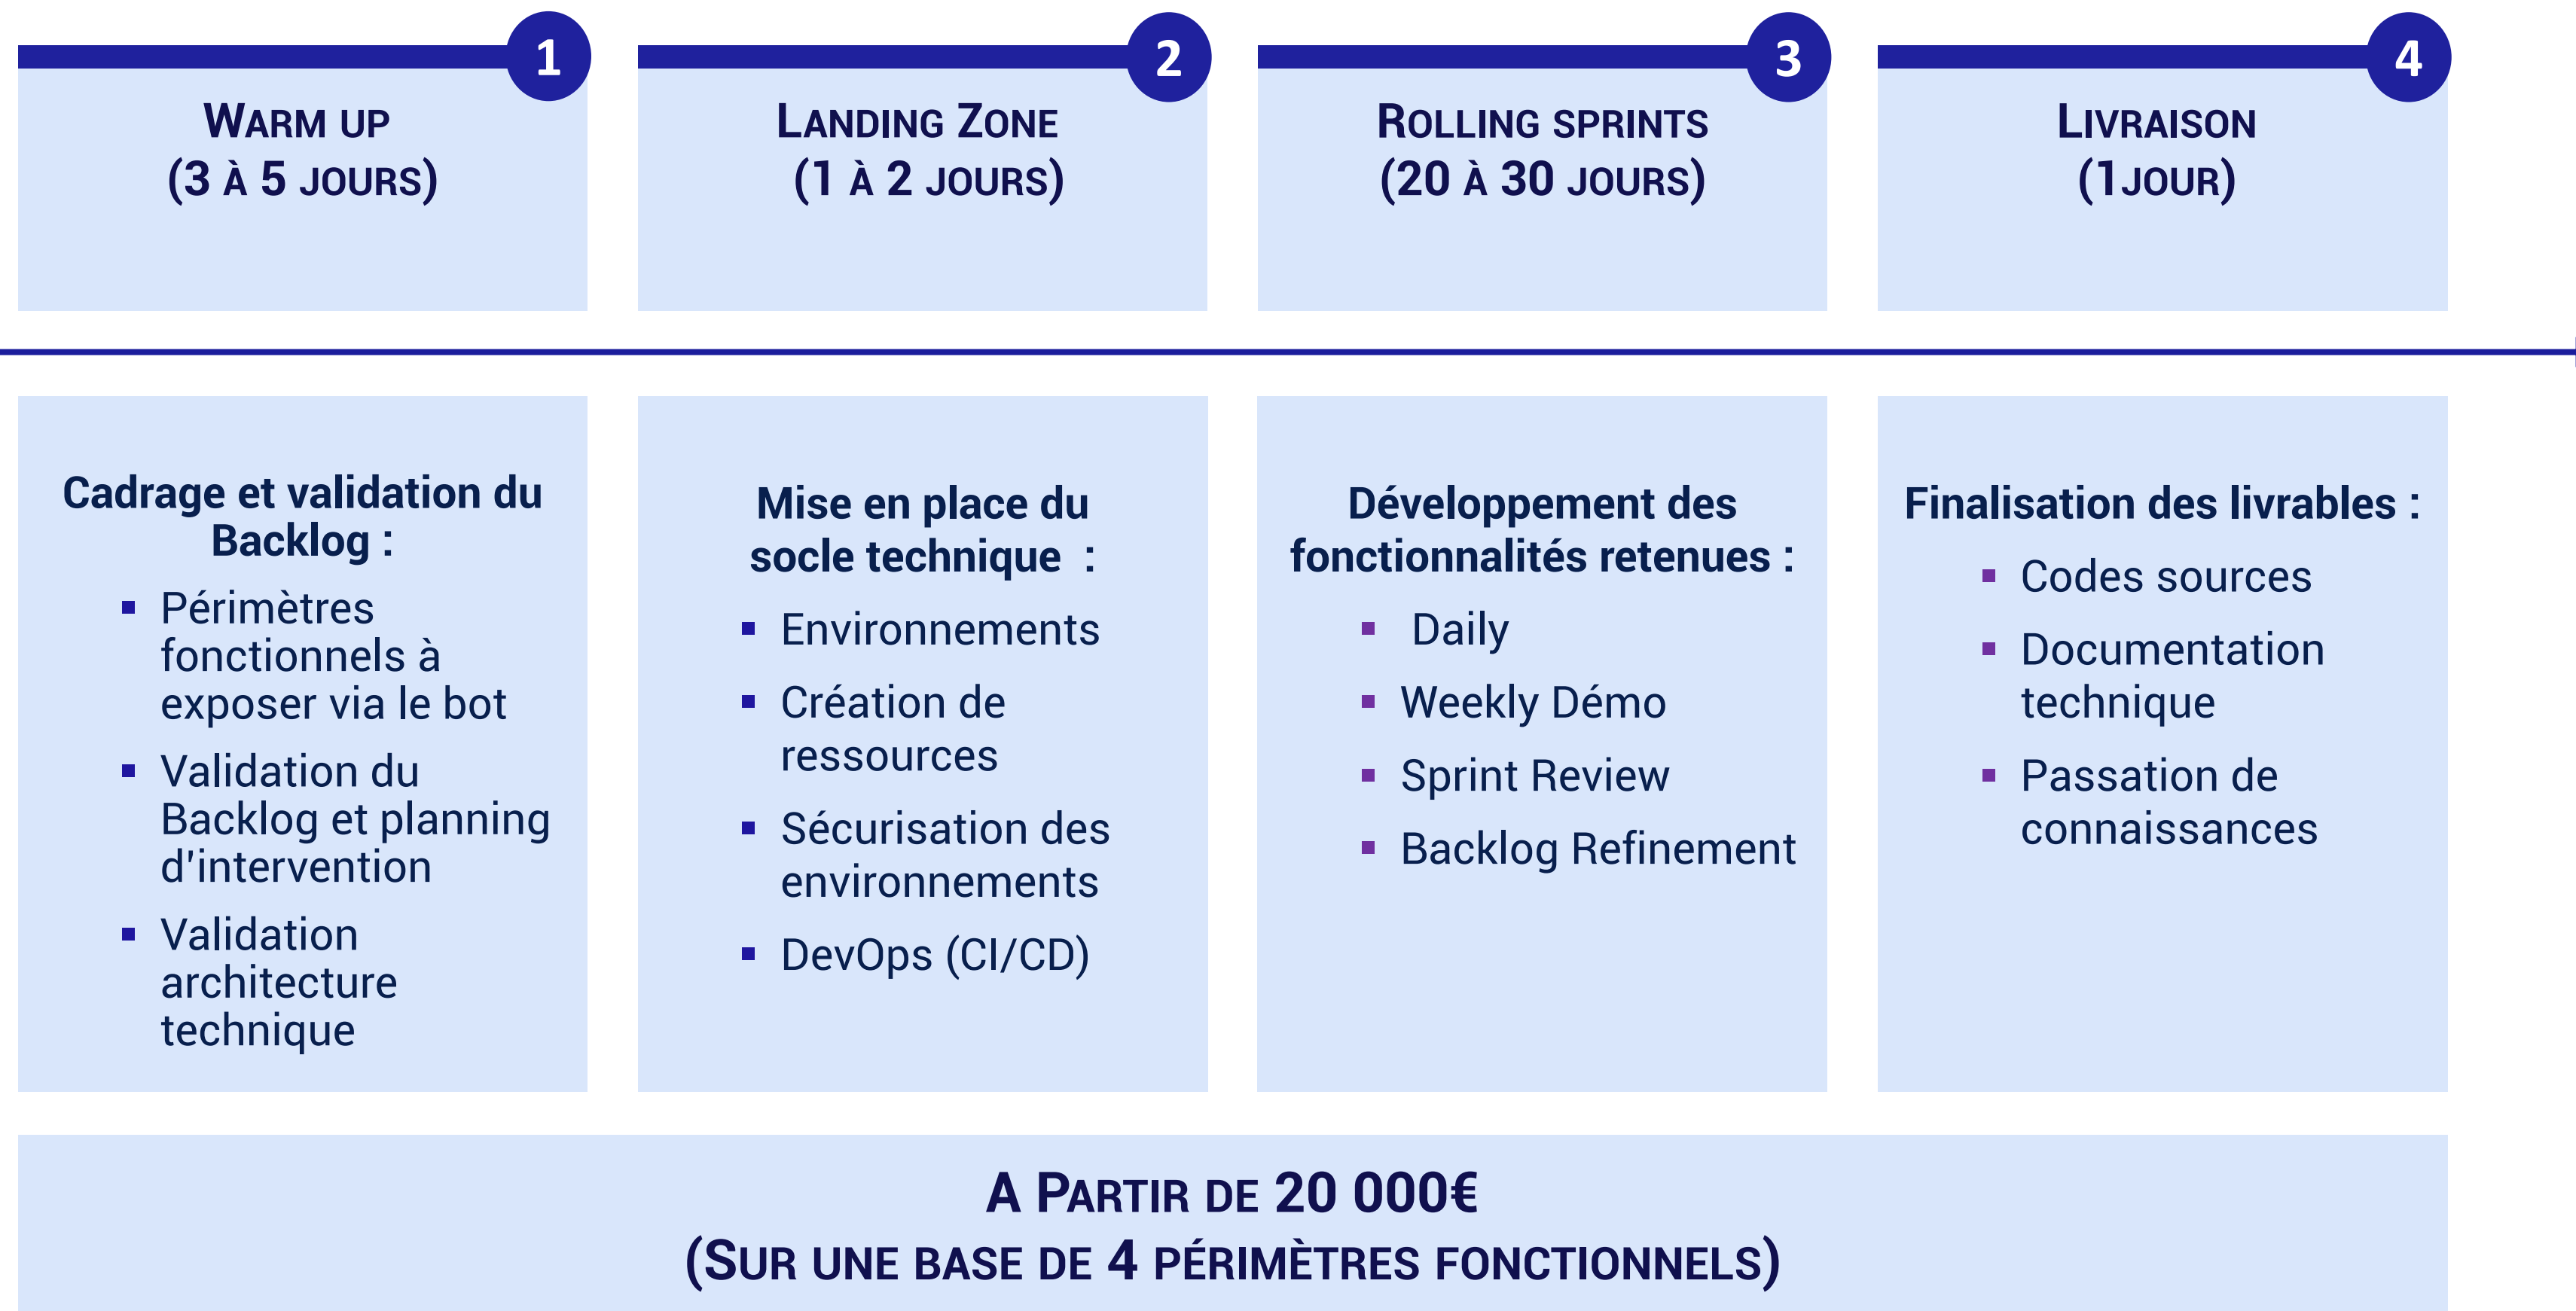 1
WARM UP
(3 À 5 JOURS)
2
LANDING ZONE
(1 À 2 JOURS)
3
ROLLING SPRINTS
(20 À 30 JOURS)
4
LIVRAISON
(1JOUR)
Cadrage et validation du
Backlog :
▪ Périmètres
fonctionnels à
exposer via le bot
▪ Validation du
Backlog et planning
d'intervention
▪ Validation
architecture
technique
Mise en place du
socle technique :
▪ Environnements
▪ Création de
ressources
▪ Sécurisation des
environnements
▪ DevOps (CI/CD)
Développement des
fonctionnalités retenues :
▪ Daily
▪ Weekly Démo
▪ Sprint Review
▪ Backlog Refinement
Finalisation des livrables :
▪ Codes sources
▪ Documentation
technique
▪ Passation de
connaissances
A PARTIR DE 20 000€
(SUR UNE BASE DE 4 PÉRIMÈTRES FONCTIONNELS)